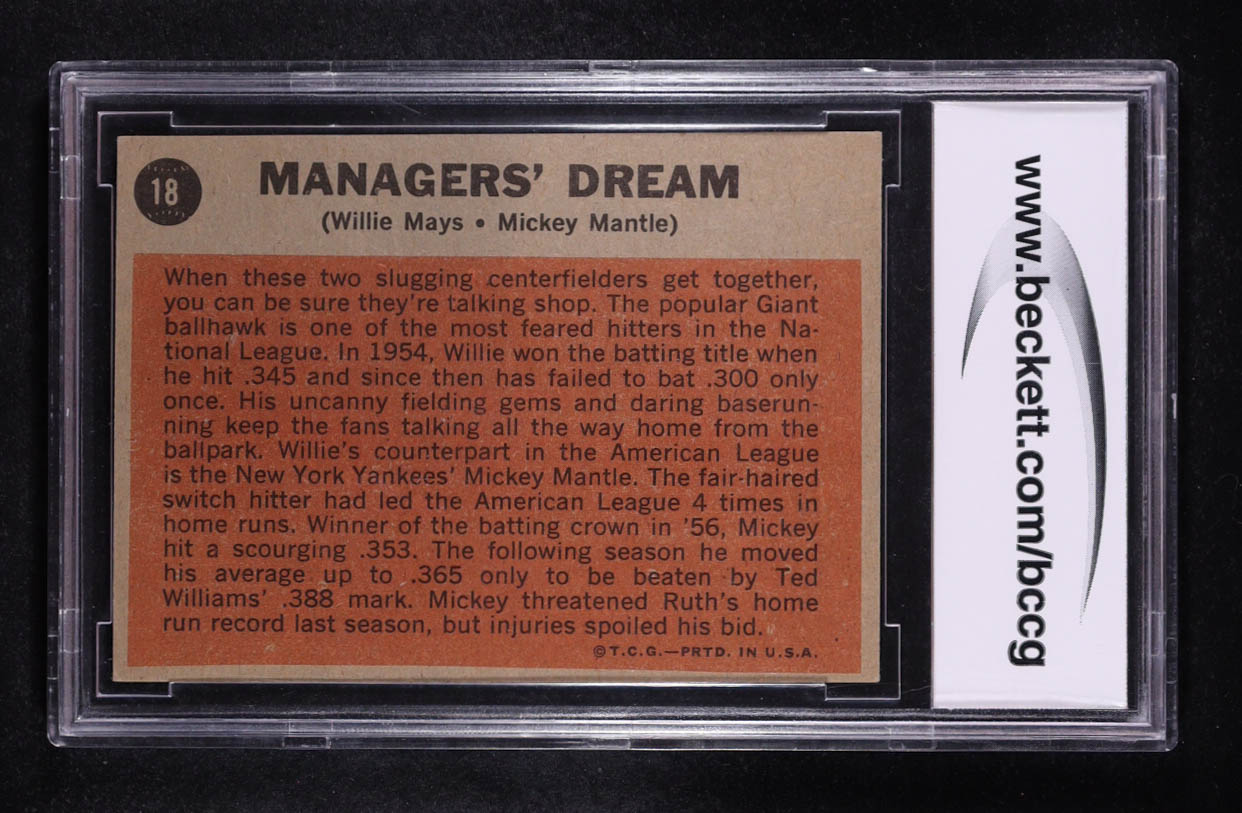 18
MANAGERS' DREAM
(Willie Mays • Mickey Mantle)
When these two slugging centerfielders get together,
you can be sure they're talking shop. The popular Giant
ballhawk is one of the most feared hitters in the Na-
tional League. In 1954, Willie won the batting title when
he hit .345 and since then has failed to bat .300 only
once. His uncanny fielding gems and daring baserun-
ning keep the fans talking all the way home from the
ballpark. Willie's counterpart in the American League
is the New York Yankees' Mickey Mantle. The fair-haired
switch hitter had led the American League 4 times in
home runs. Winner of the batting crown in '56, Mickey
hit a scourging .353. The following season he moved
his average up to .365 only to be beaten by Ted
Williams' .388 mark. Mickey threatened Ruth's home
run record last season, but injuries spoiled his bid.
©T.C.G.—PRTD. IN U.S.A.
www.beckett.com/bccg